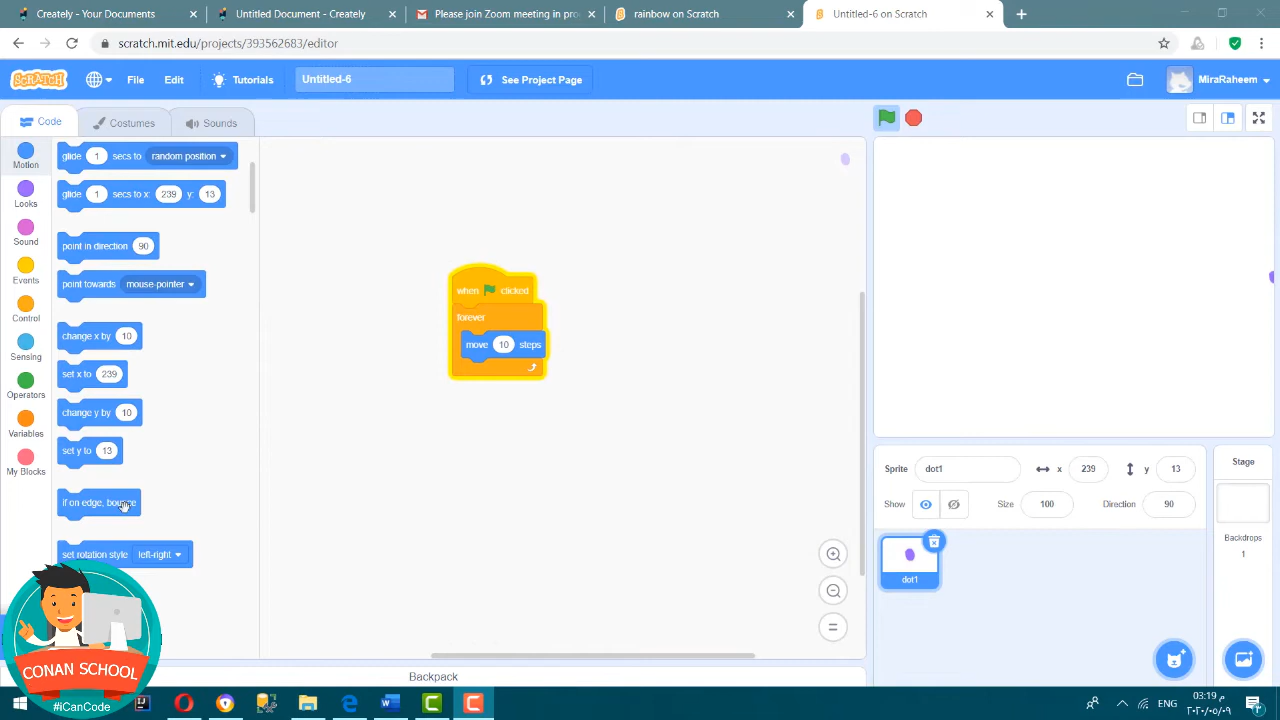 Creately - Your Documents
Untitled Document - Creately
Please join Zoom meeting in pro
rainbow on Scratch
Untitled-6 on Scratch
scratch.mit.edu/projects/393562683/editor
SCRATCH
File
Edit
Tutorials
Untitled-6
See Project Page
MiraRaheem
Code
Costumes
Sounds
Motion
Looks
Sound
Events
Control
Sensing
Operators
Variables
My Blocks
glide 1 secs to random position
glide 1 secs to x: 239 y: 13
point in direction 90
point towards mouse-pointer
change x by 10
set x to 239
change y by 10
set y to 13
if on edge, bounce
set rotation style left-right
when clicked
forever
move 10 steps
Sprite dot1 x 239 y 13
Show Size 100 Direction 90
dot1
Stage
Backdrops
1
Backpack
CONAN SCHOOL
#iCanCode
ENG
م 03:19
٢٠٢٠/٠٥/٠٩